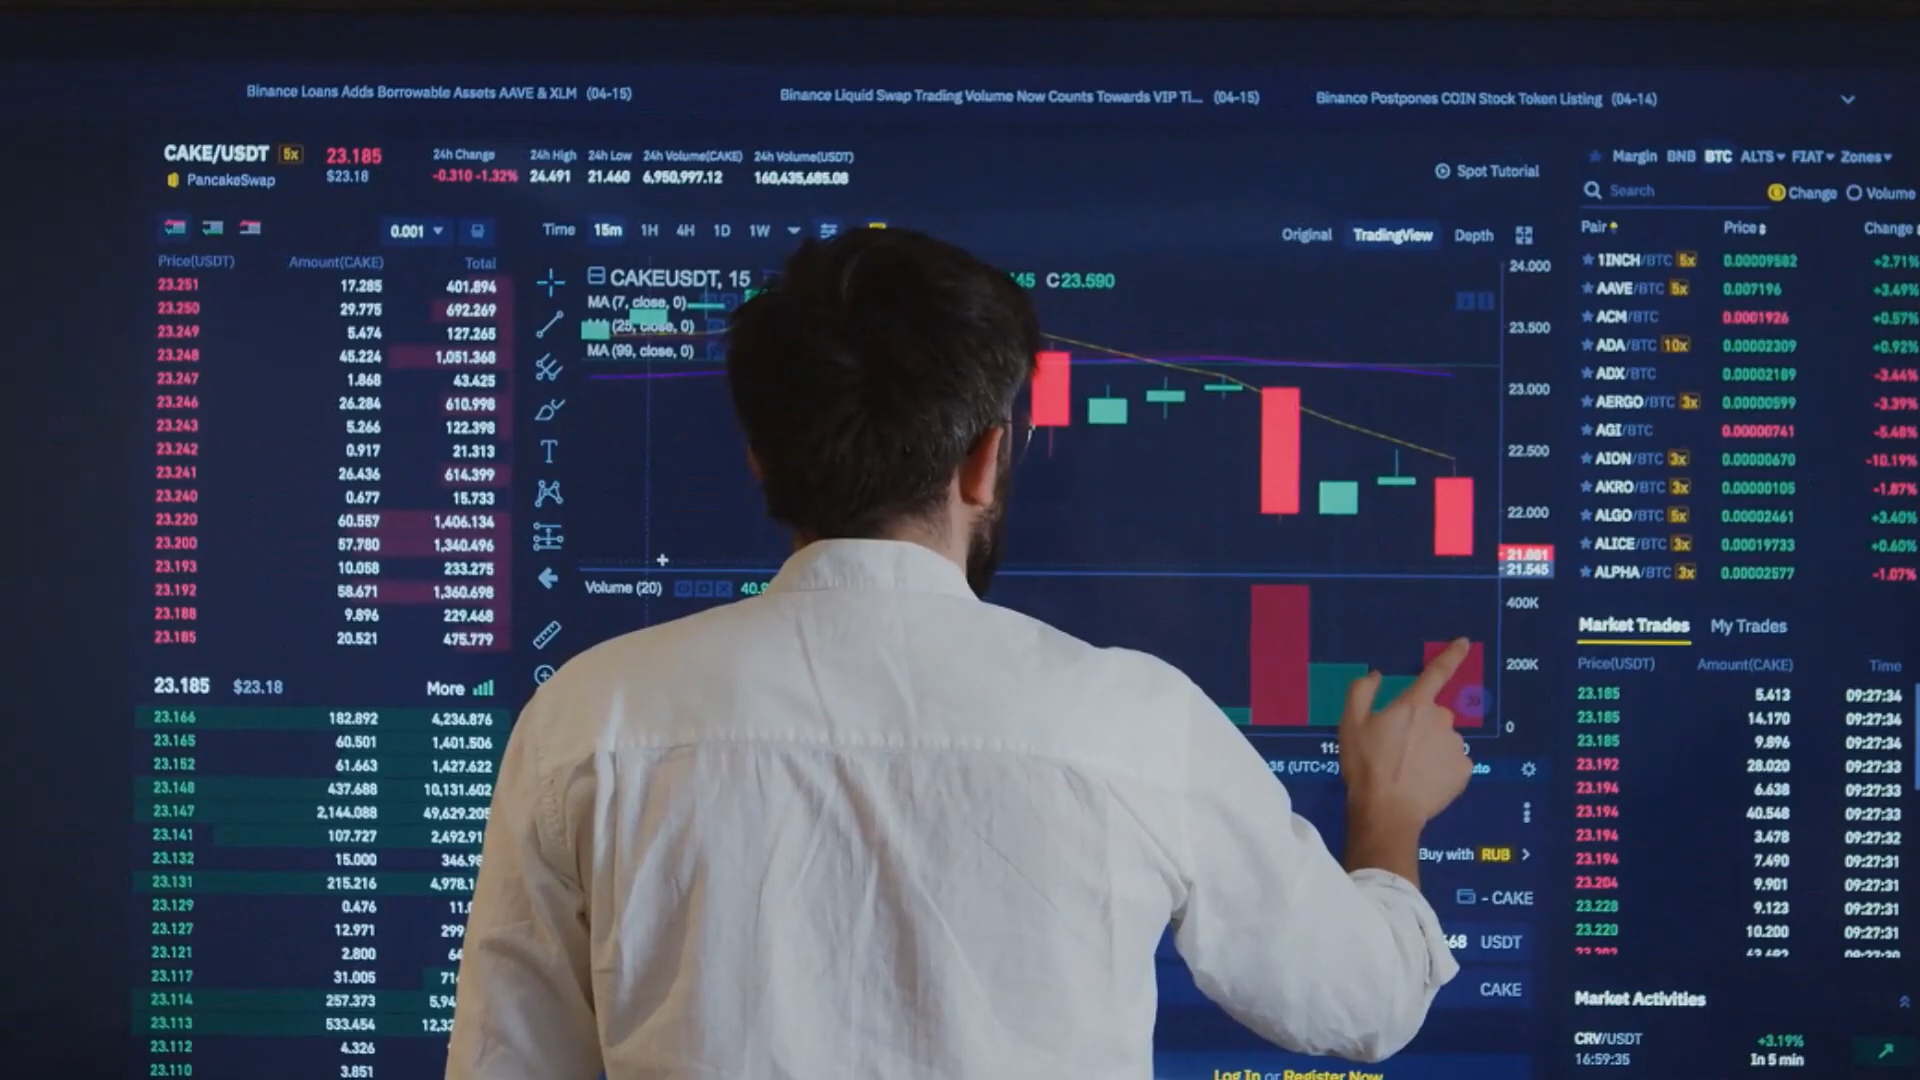 Binance Loans Adds Borrowable Assets AAVE & XLM (04-15)
Binance Liquid Swap Trading Volume Now Counts Towards VIP Ti... (04-15)
Binance Postpones COIN Stock Token Listing (04-14)
CAKE/USDT 5x 23.185
PancakeSwap $23.18
24h Change 24h High 24h Low 24h Volume(CAKE) 24h Volume(USDT)
-0.310 -1.32% 24.491 21.460 6,950,997.12 160,435,685.08
Spot Tutorial
0.001
Price(USDT) Amount(CAKE) Total
23.251 17.285 401.894
23.250 29.775 692.269
23.249 5.474 127.265
23.248 45.224 1,051.368
23.247 1.868 43.425
23.246 26.284 610.998
23.243 5.266 122.398
23.242 0.917 21.313
23.241 26.436 614.399
23.240 0.677 15.733
23.220 60.557 1,406.134
23.200 57.780 1,340.496
23.193 10.058 233.275
23.192 58.671 1,360.698
23.188 9.896 229.468
23.185 20.521 475.779
23.185 $23.18 More
23.166 182.892 4,236.876
23.165 60.501 1,401.506
23.152 61.663 1,427.622
23.148 437.688 10,131.602
23.147 2,144.088 49,629.205
23.141 107.727 2,492.91
23.132 15.000 346.98
23.131 215.216 4,978.1
23.129 0.476 11.0
23.127 12.971 299
23.121 2.800 64
23.117 31.005 71
23.114 257.373 5,94
23.113 533.454 12,32
23.112 4.326
23.110 3.851
Time 15m 1H 4H 1D 1W
Original TradingView Depth
CAKEUSDT, 15
45 C23.590
MA (7, close, 0)
MA (25, close, 0)
MA (99, close, 0)
T
24.000
23.500
23.000
22.500
22.000
21.545
Volume (20) 40.9
400K
200K
0
11:
35 (UTC+2)
Buy with RUB
- CAKE
68 USDT
CAKE
Log In or Register Now
Margin BNB BTC ALTS FIAT Zones
Search Change Volume
Pair Price Change
1INCH/BTC 5x 0.00009582 +2.71%
AAVE/BTC 5x 0.007196 +3.49%
ACM/BTC 0.0001926 +0.57%
ADA/BTC 10x 0.00002309 +0.92%
ADX/BTC 0.00002189 -3.44%
AERGO/BTC 3x 0.00000599 -3.39%
AGI/BTC 0.00000741 -5.48%
AION/BTC 3x 0.00000670 -10.19%
AKRO/BTC 3x 0.00000105 -1.87%
ALGO/BTC 5x 0.00002461 +3.40%
ALICE/BTC 3x 0.00019733 +0.60%
ALPHA/BTC 3x 0.00002577 -1.07%
Market Trades My Trades
Price(USDT) Amount(CAKE) Time
23.185 5.413 09:27:34
23.185 14.170 09:27:34
23.185 9.896 09:27:34
23.192 28.020 09:27:33
23.194 6.638 09:27:33
23.194 40.548 09:27:33
23.194 3.478 09:27:32
23.194 7.490 09:27:31
23.204 9.901 09:27:31
23.228 9.123 09:27:31
23.220 10.200 09:27:31
Market Activities
CRV/USDT +3.19%
16:59:35 In 5 min